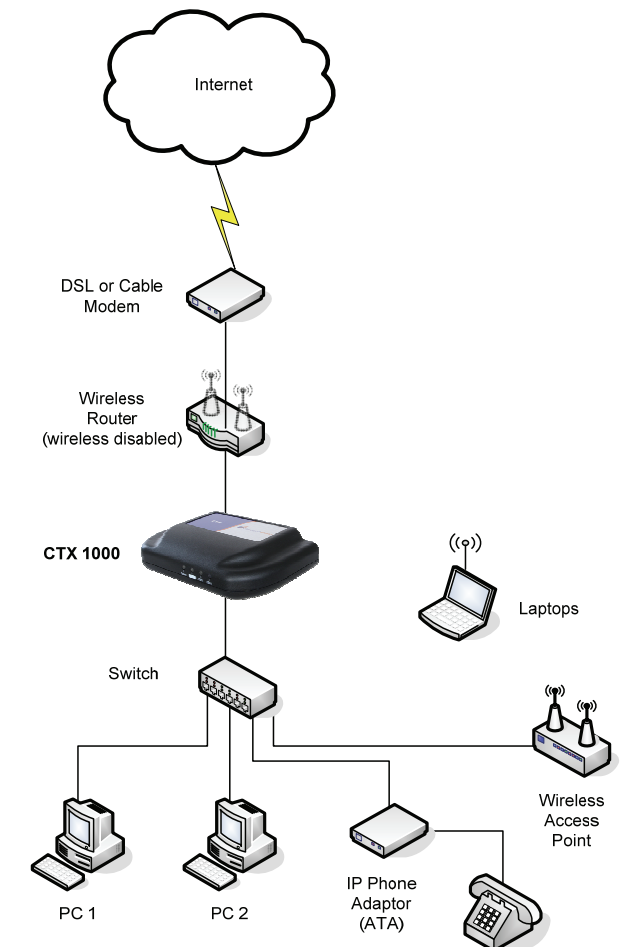 Internet
DSL or Cable
Modem
Wireless
Router
(wireless disabled)
CTX 1000
Laptops
Switch
Wireless
Access
Point
PC 1
PC 2
IP Phone
Adaptor
(ATA)